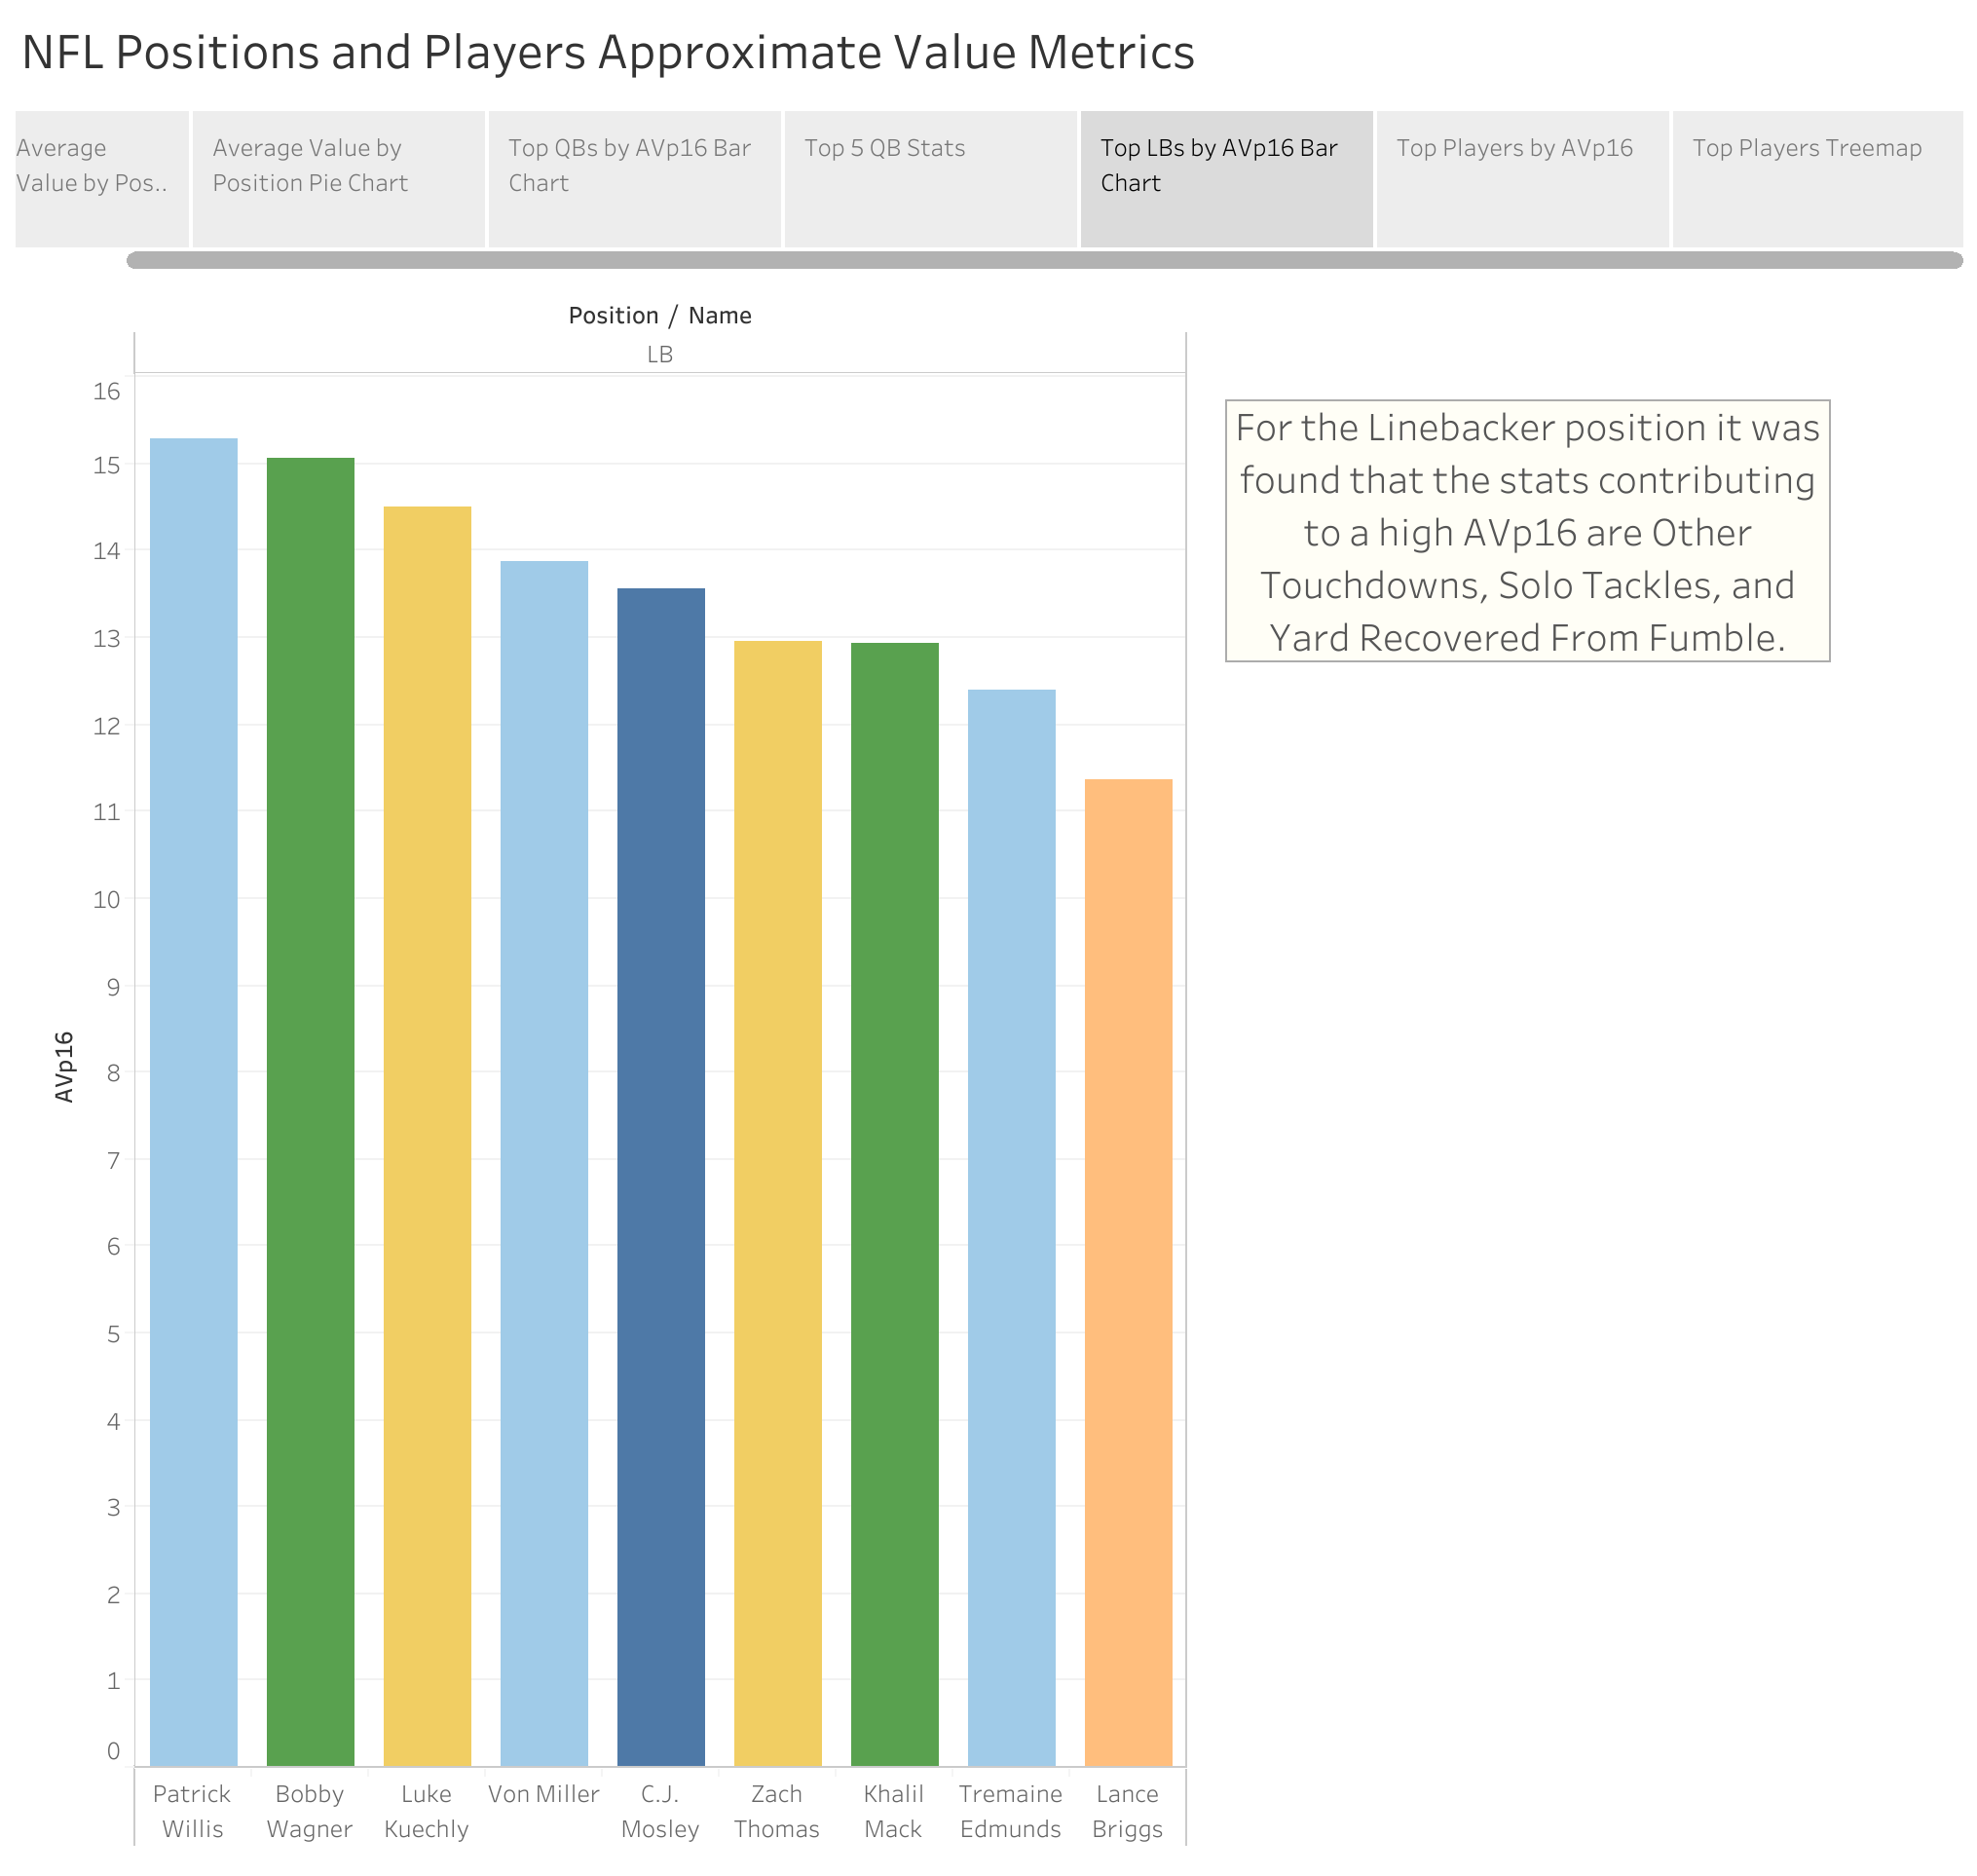 NFL Positions and Players Approximate Value Metrics
Average
Value by Pos..
Average Value by
Position Pie Chart
Top QBs by AVp16 Bar
Chart
Top 5 QB Stats
Top LBs by AVp16 Bar
Chart
Top Players by AVp16
Top Players Treemap
Position / Name
LB
16
15
14
13
12
11
10
9
8
7
6
5
4
3
2
1
0
AVp16
Patrick
Willis
Bobby
Wagner
Luke
Kuechly
Von Miller
C.J.
Mosley
Zach
Thomas
Khalil
Mack
Tremaine
Edmunds
Lance
Briggs
For the Linebacker position it was
found that the stats contributing
to a high AVp16 are Other
Touchdowns, Solo Tackles, and
Yard Recovered From Fumble.